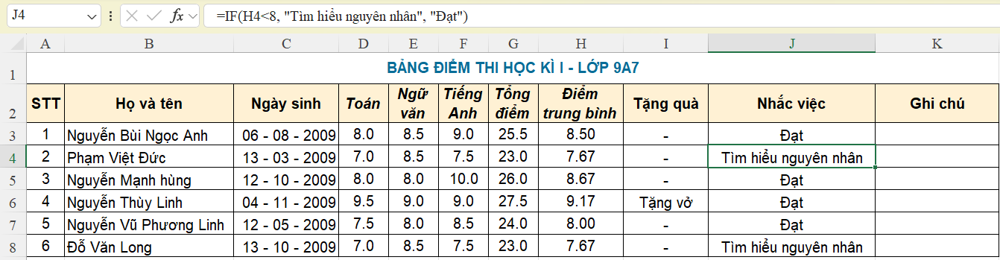 J4 fx =IF(H4<8, "Tìm hiểu nguyên nhân", "Đạt")
A B C D E F G H I J K
1 BẢNG ĐIỂM THI HỌC KÌ I - LỚP 9A7
2 STT Họ và tên Ngày sinh Toán Ngữ văn Tiếng Anh Tổng điểm Điểm trung bình Tặng quà Nhắc việc Ghi chú
3 1 Nguyễn Bùi Ngọc Anh 06 - 08 - 2009 8.0 8.5 9.0 25.5 8.50 - Đạt
4 2 Phạm Việt Đức 13 - 03 - 2009 7.0 8.5 7.5 23.0 7.67 - Tìm hiểu nguyên nhân
5 3 Nguyễn Mạnh hùng 12 - 10 - 2009 8.0 8.0 10.0 26.0 8.67 - Đạt
6 4 Nguyễn Thùy Linh 04 - 11 - 2009 9.5 9.0 9.0 27.5 9.17 Tặng vở Đạt
7 5 Nguyễn Vũ Phương Linh 12 - 05 - 2009 7.5 8.0 8.5 24.0 8.00 - Đạt
8 6 Đỗ Văn Long 13 - 10 - 2009 7.0 8.5 7.5 23.0 7.67 - Tìm hiểu nguyên nhân